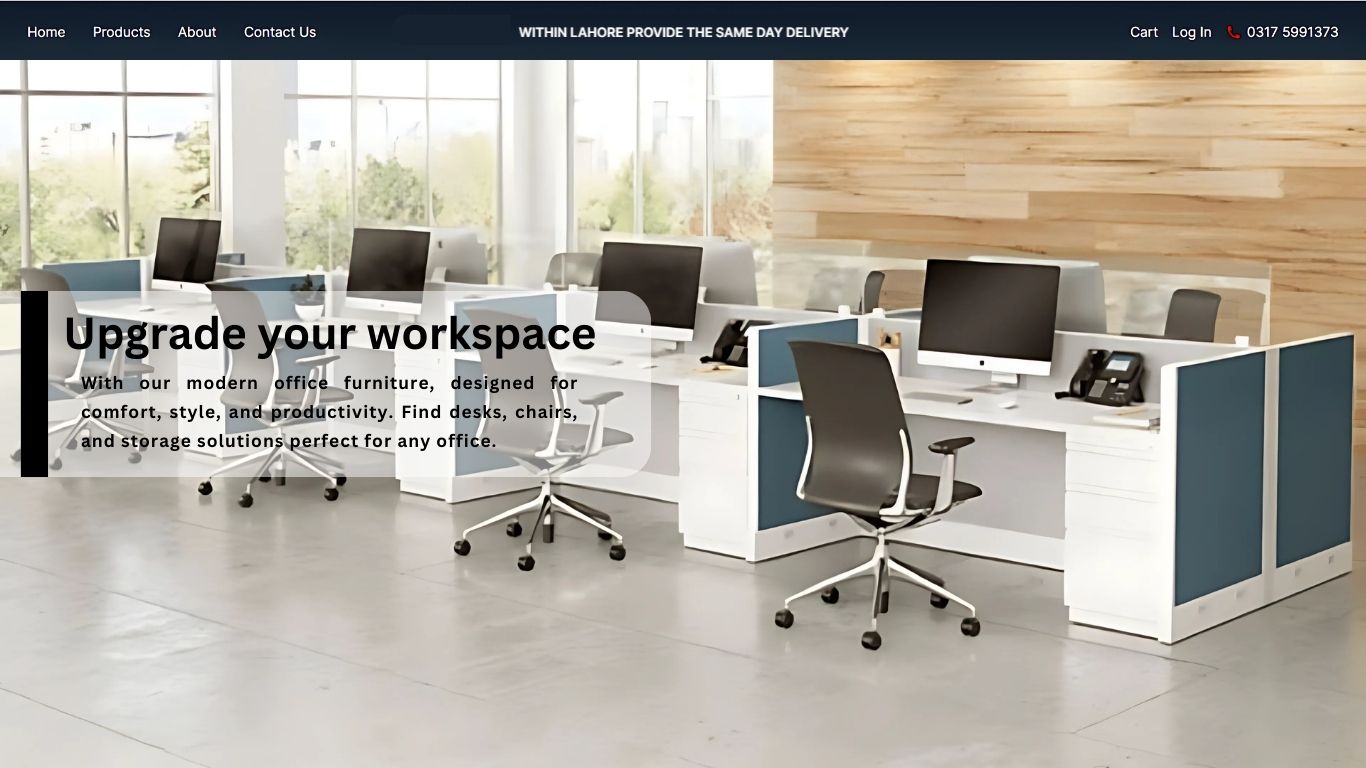 Home Products About Contact Us WITHIN LAHORE PROVIDE THE SAME DAY DELIVERY Cart Log In 0317 5991373
Upgrade your workspace
With our modern office furniture, designed for
comfort, style, and productivity. Find desks, chairs,
and storage solutions perfect for any office.